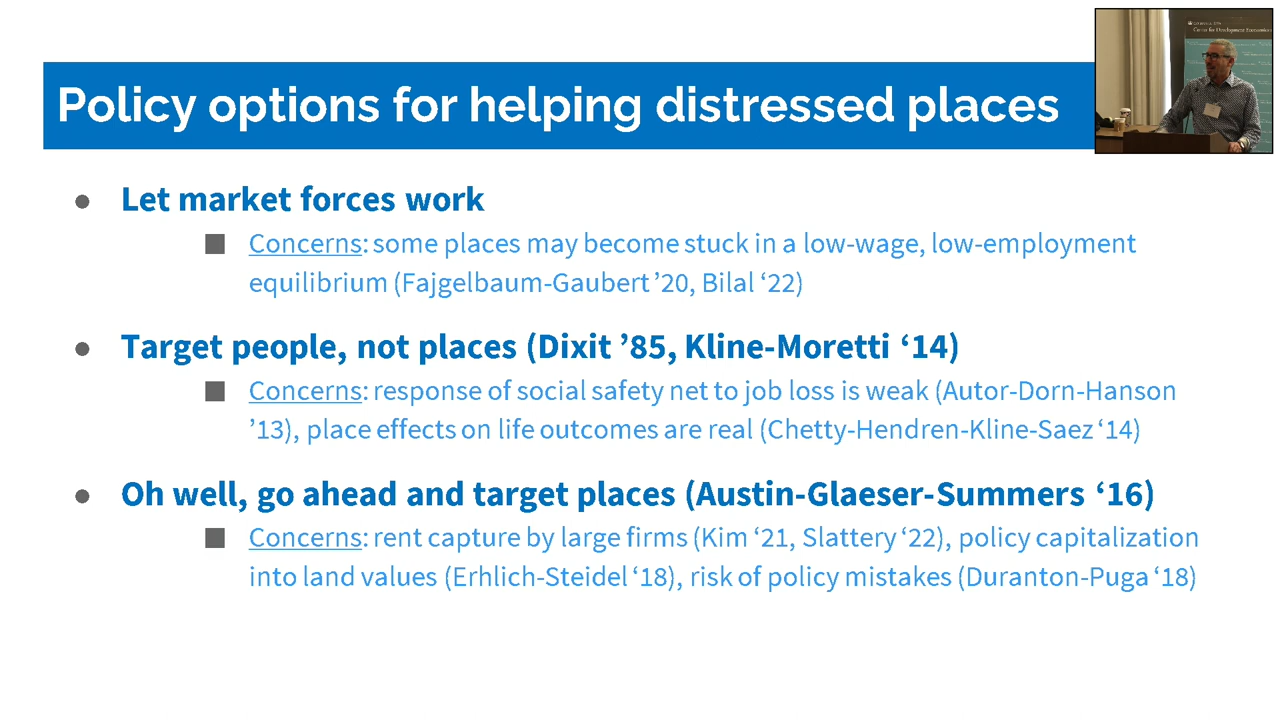 Policy options for helping distressed places
Center for Development Economics
● Let market forces work
■ Concerns: some places may become stuck in a low-wage, low-employment
equilibrium (Fajgelbaum-Gaubert ’20, Bilal ‘22)
● Target people, not places (Dixit ’85, Kline-Moretti ‘14)
■ Concerns: response of social safety net to job loss is weak (Autor-Dorn-Hanson
’13), place effects on life outcomes are real (Chetty-Hendren-Kline-Saez ‘14)
● Oh well, go ahead and target places (Austin-Glaeser-Summers ‘16)
■ Concerns: rent capture by large firms (Kim ‘21, Slattery ‘22), policy capitalization
into land values (Erhlich-Steidel ‘18), risk of policy mistakes (Duranton-Puga ‘18)